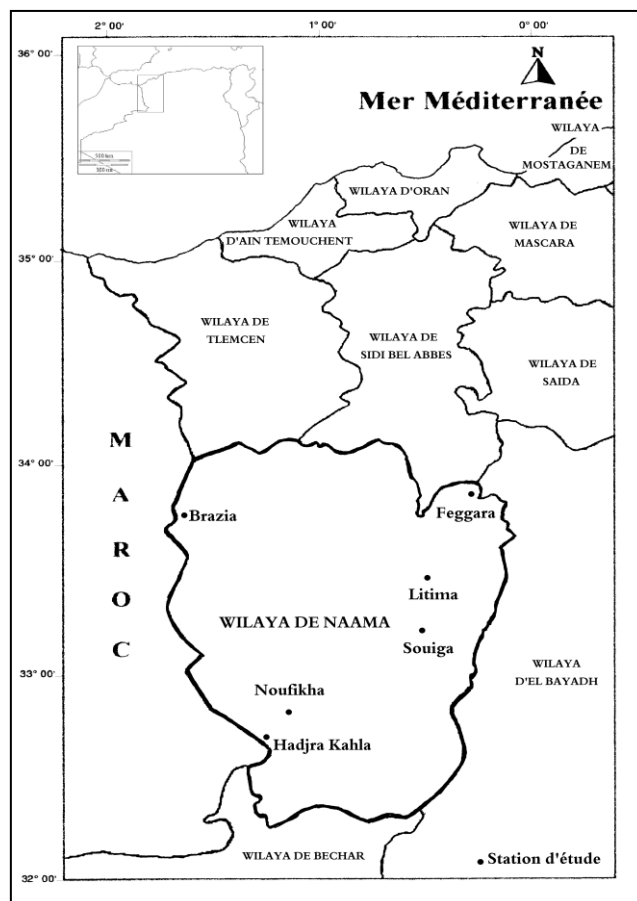 2° 00'
1° 00'
0° 00'
36° 00'
N
Mer Méditerranée
WILAYA
DE
MOSTAGANEM
WILAYA D'ORAN
WILAYA
D'AIN TEMOUCHENT
WILAYA DE
MASCARA
35° 00'
WILAYA DE
TLEMCEN
WILAYA DE
SIDI BEL ABBES
WILAYA DE
SAIDA
MAROC
34° 00'
Brazia
Feggara
Litima
WILAYA DE NAAMA
Souiga
33° 00'
WILAYA
D'EL BAYADH
Noufikha
Hadjra Kahla
WILAYA DE BECHAR
Station d'étude
32° 00'